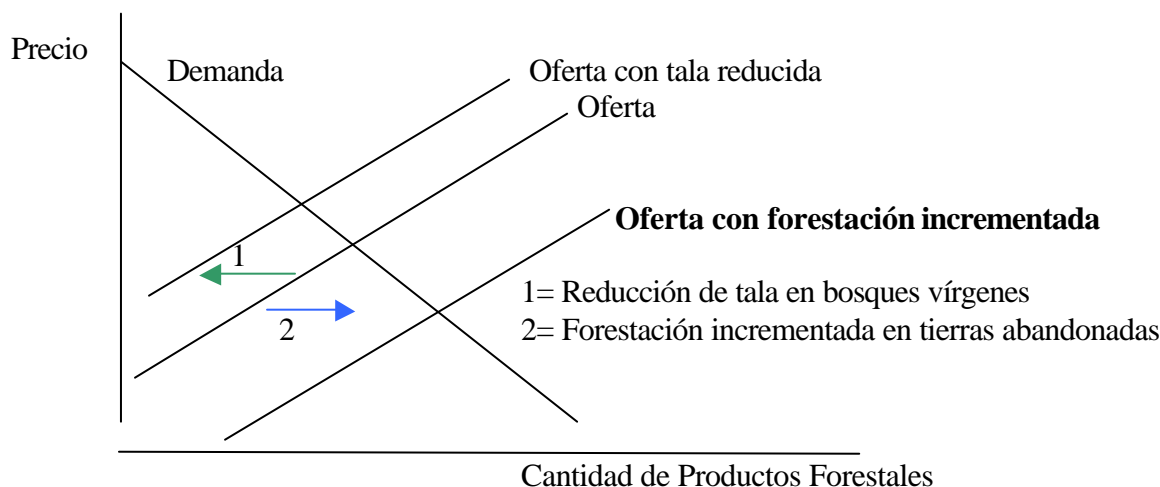 Precio
Demanda
Oferta con tala reducida
Oferta
Oferta con forestación incrementada
1
2
1= Reducción de tala en bosques vírgenes
2= Forestación incrementada en tierras abandonadas
Cantidad de Productos Forestales